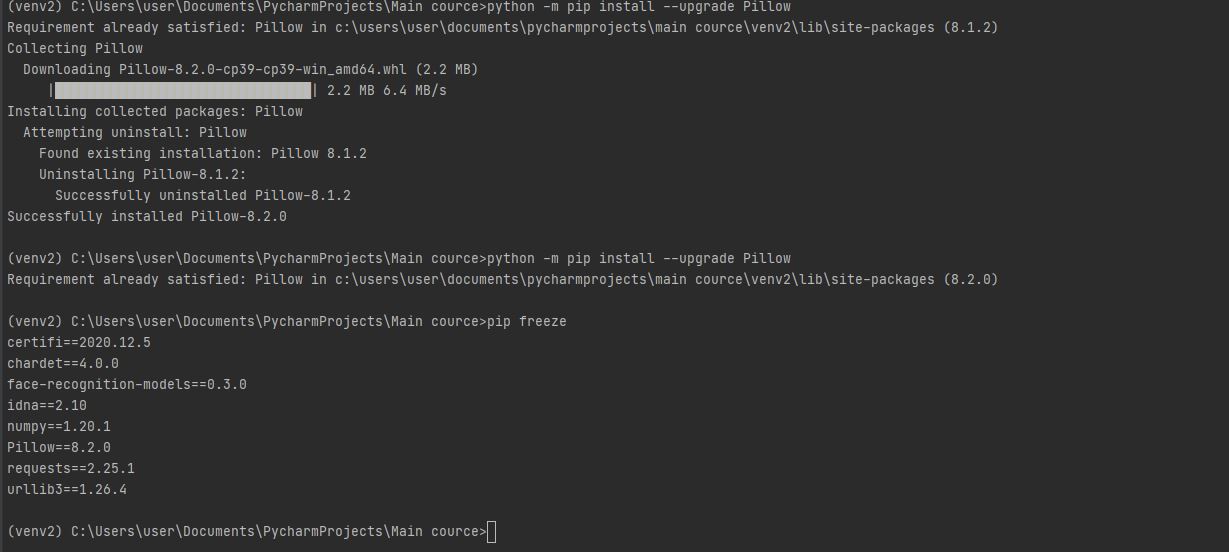 (venv2) C:\Users\user\Documents\PycharmProjects\Main cource>python -m pip install --upgrade Pillow
Requirement already satisfied: Pillow in c:\users\user\documents\pycharmprojects\main cource\venv2\lib\site-packages (8.1.2)
Collecting Pillow
  Downloading Pillow-8.2.0-cp39-cp39-win_amd64.whl (2.2 MB)
     |████████████████████████████████| 2.2 MB 6.4 MB/s
Installing collected packages: Pillow
  Attempting uninstall: Pillow
    Found existing installation: Pillow 8.1.2
    Uninstalling Pillow-8.1.2:
      Successfully uninstalled Pillow-8.1.2
Successfully installed Pillow-8.2.0

(venv2) C:\Users\user\Documents\PycharmProjects\Main cource>python -m pip install --upgrade Pillow
Requirement already satisfied: Pillow in c:\users\user\documents\pycharmprojects\main cource\venv2\lib\site-packages (8.2.0)

(venv2) C:\Users\user\Documents\PycharmProjects\Main cource>pip freeze
certifi==2020.12.5
chardet==4.0.0
face-recognition-models==0.3.0
idna==2.10
numpy==1.20.1
Pillow==8.2.0
requests==2.25.1
urllib3==1.26.4

(venv2) C:\Users\user\Documents\PycharmProjects\Main cource>